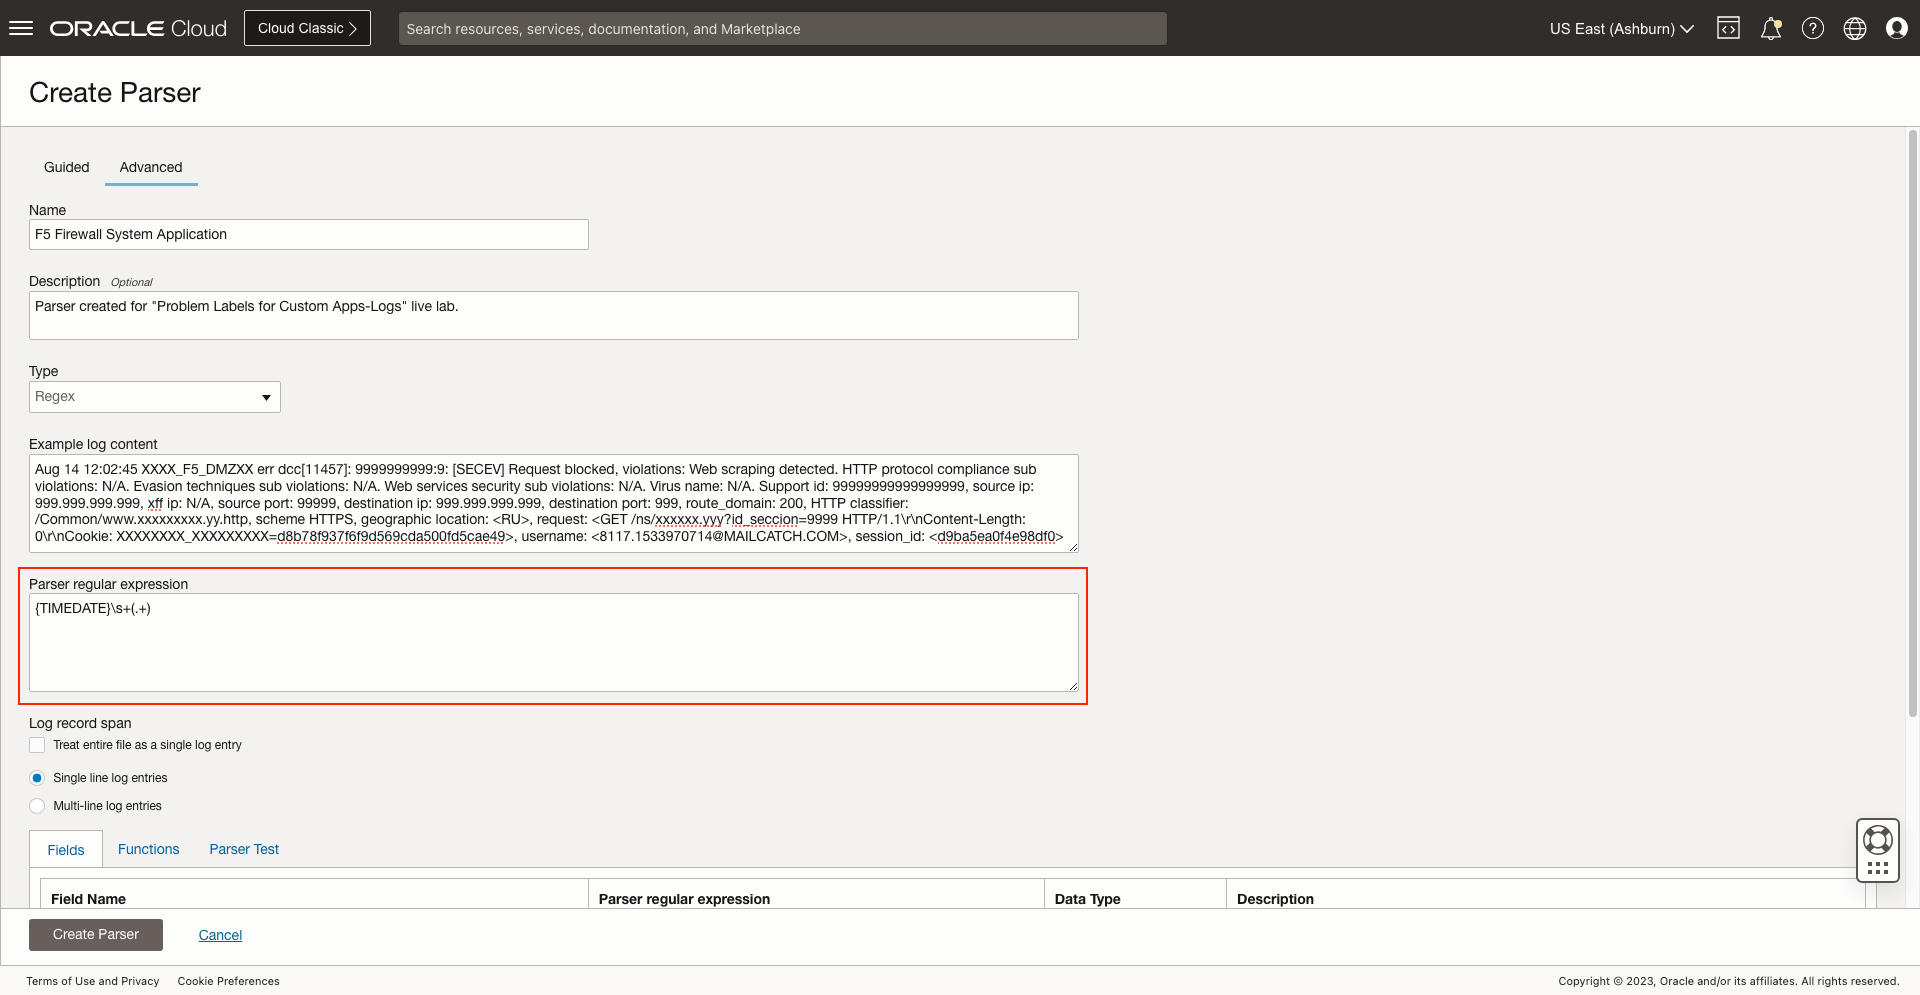 ORACLE Cloud
Cloud Classic
Search resources, services, documentation, and Marketplace
US East (Ashburn)
Create Parser
Guided
Advanced
Name
F5 Firewall System Application
Description Optional
Parser created for "Problem Labels for Custom Apps-Logs" live lab.
Type
Regex
Example log content
Aug 14 12:02:45 XXXX_F5_DMZXX err dcc[11457]: 9999999999:9: [SECEV] Request blocked, violations: Web scraping detected. HTTP protocol compliance sub
violations: N/A. Evasion techniques sub violations: N/A. Web services security sub violations: N/A. Virus name: N/A. Support id: 99999999999999999, source ip:
999.999.999.999, xff ip: N/A, source port: 99999, destination ip: 999.999.999.999, destination port: 999, route_domain: 200, HTTP classifier:
/Common/www.xxxxxxxxx.yy.http, scheme HTTPS, geographic location: <RU>, request: <GET /ns/xxxxxx.yyy?id_seccion=9999 HTTP/1.1\r\nContent-Length:
0\r\nCookie: XXXXXXXX_XXXXXXXXX=d8b78f937f6f9d569cda500fd5cae49>, username: <8117.1533970714@MAILCATCH.COM>, session_id: <d9ba5ea0f4e98df0>
Parser regular expression
{TIMEDATE}\s+(.+)
Log record span
Treat entire file as a single log entry
Single line log entries
Multi-line log entries
Fields
Functions
Parser Test
Field Name
Parser regular expression
Data Type
Description
Create Parser
Cancel
Terms of Use and Privacy
Cookie Preferences
Copyright © 2023, Oracle and/or its affiliates. All rights reserved.